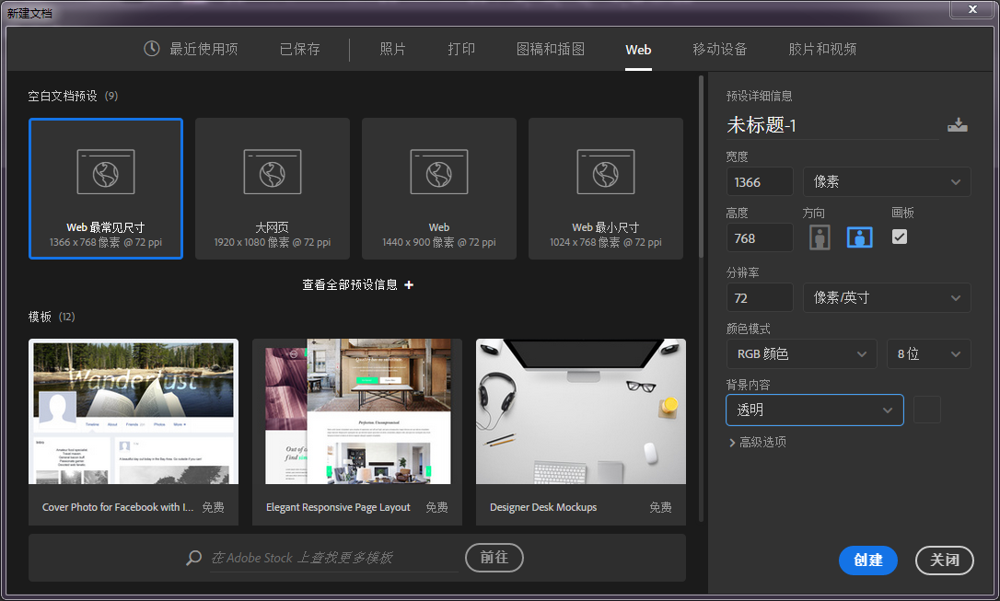 新建文档
最近使用项 已保存 照片 打印 图稿和插图 Web 移动设备 胶片和视频
空白文档预设 (9)
Web 最常见尺寸
1366 x 768 像素 @ 72 ppi
大网页
1920 x 1080 像素 @ 72 ppi
Web
1440 x 900 像素 @ 72 ppi
Web 最小尺寸
1024 x 768 像素 @ 72 ppi
查看全部预设信息 +
模板 (12)
Wanderlust
Timeline About Friends Photos More
Cover Photo for Facebook with I... 免费
Elegant Responsive Page Layout 免费
Designer Desk Mockups 免费
在 Adobe Stock 上查找更多模板
前往
预设详细信息
未标题-1
宽度
1366 像素
高度 方向 画板
768
分辨率
72 像素/英寸
颜色模式
RGB 颜色 8 位
背景内容
透明
高级选项
创建 关闭